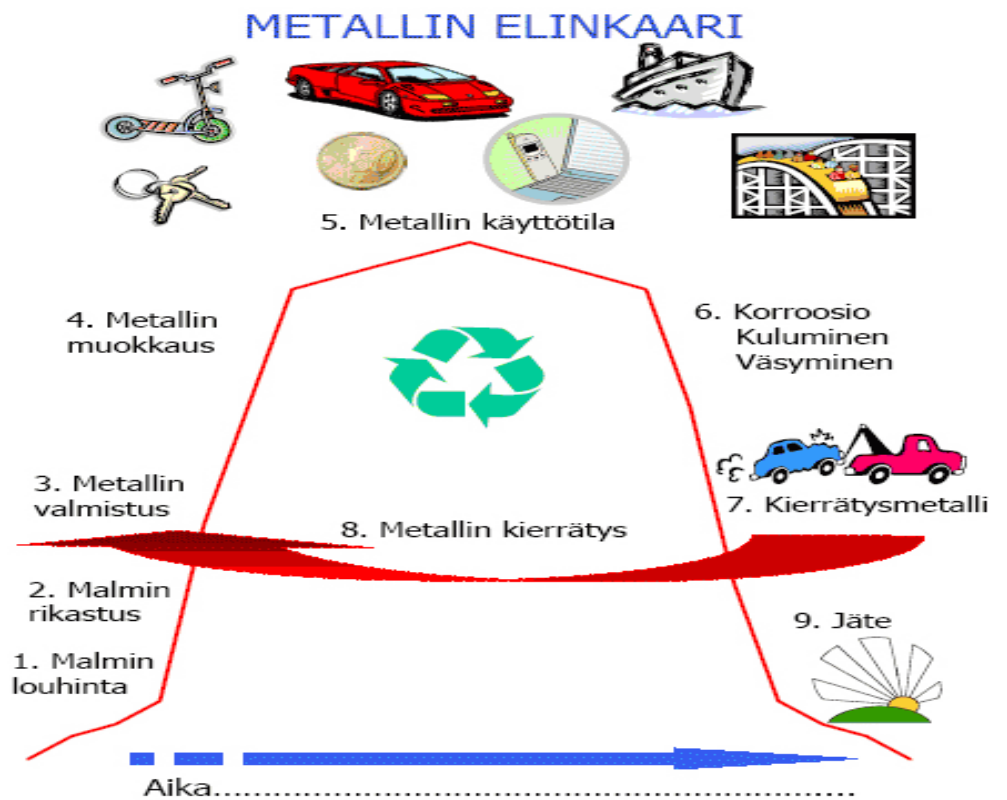 METALLIN ELINKAARI
5. Metallin käyttötila
4. Metallin
muokkaus
6. Korroosio
Kuluminen
Väsyminen
3. Metallin
valmistus
7. Kierrätysmetalli
8. Metallin kierrätys
2. Malmin
rikastus
1. Malmin
louhinta
9. Jäte
Aika................................................................